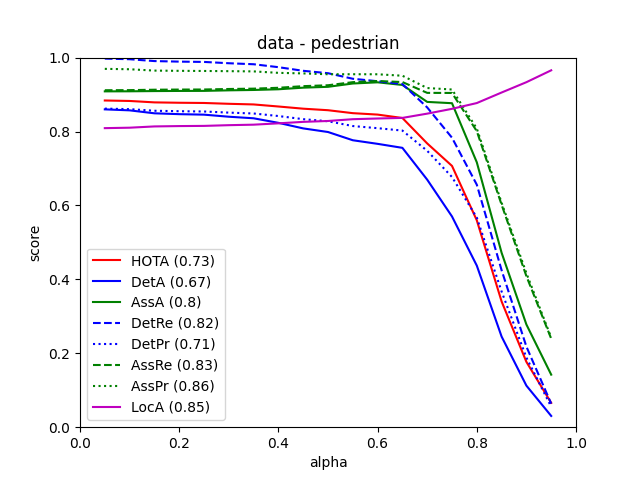 data - pedestrian
1.0
0.8
0.6
0.4
0.2
0.0
score
HOTA (0.73)
DetA (0.67)
AssA (0.8)
DetRe (0.82)
DetPr (0.71)
AssRe (0.83)
AssPr (0.86)
LocA (0.85)
0.0 0.2 0.4 0.6 0.8 1.0
alpha